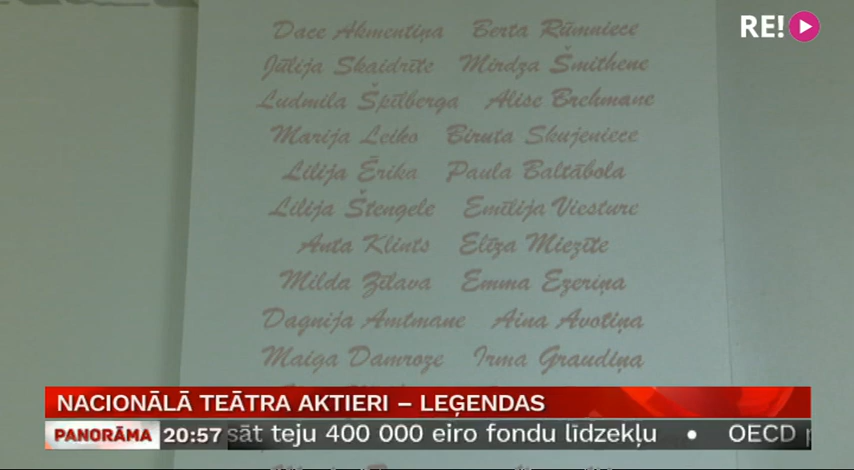 RE!
Dace Akmentiņa Berta Rūmniece
Jūlija Skaidrīte Mirdza Šmithene
Ludmila Špīlberga Alise Brehmane
Marija Leiko Biruta Skujeniece
Lilija Ērika Paula Baltābola
Lilija Štengele Emīlija Viesture
Anta Klints Elīza Miezīte
Milda Zīlava Emma Ezeriņa
Dagnija Amtmane Aina Avotiņa
Maiga Damroze Irma Graudiņa
NACIONĀLĀ TEĀTRA AKTIERI – LEĢENDAS
PANORĀMA 20:57 sāt teju 400 000 eiro fondu līdzekļu • OECD